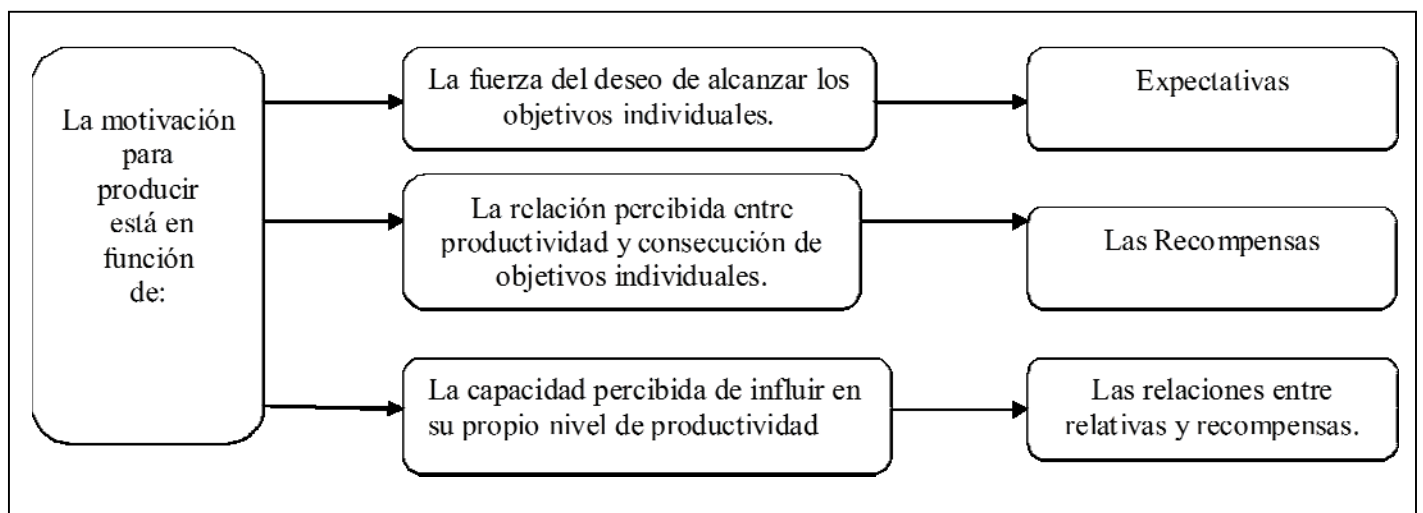 La motivación
para
producir
está en
función
de:
La fuerza del deseo de alcanzar los
objetivos individuales.
Expectativas
La relación percibida entre
productividad y consecución de
objetivos individuales.
Las Recompensas
La capacidad percibida de influir en
su propio nivel de productividad
Las relaciones entre
relativas y recompensas.